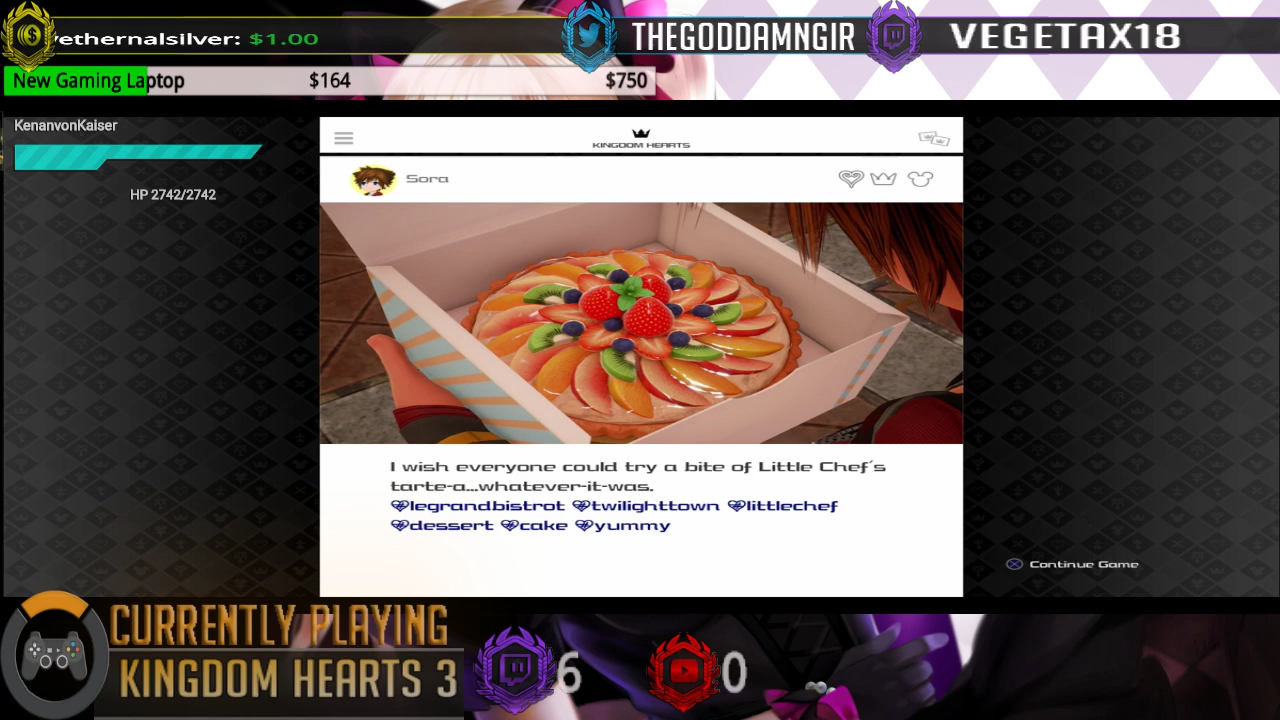 ethernalsilver: $1.00
THEGODDAMNGIR
VEGETAX18
New Gaming Laptop $164 $750
KenanvonKaiser
HP 2742/2742
KINGDOM HEARTS
Sora
I wish everyone could try a bite of Little Chef's
tarte-a...whatever-it-was.
legrandbistrot twilighttown littlechef
dessert cake yummy
Continue Game
CURRENTLY PLAYING
KINGDOM HEARTS 3
6
0